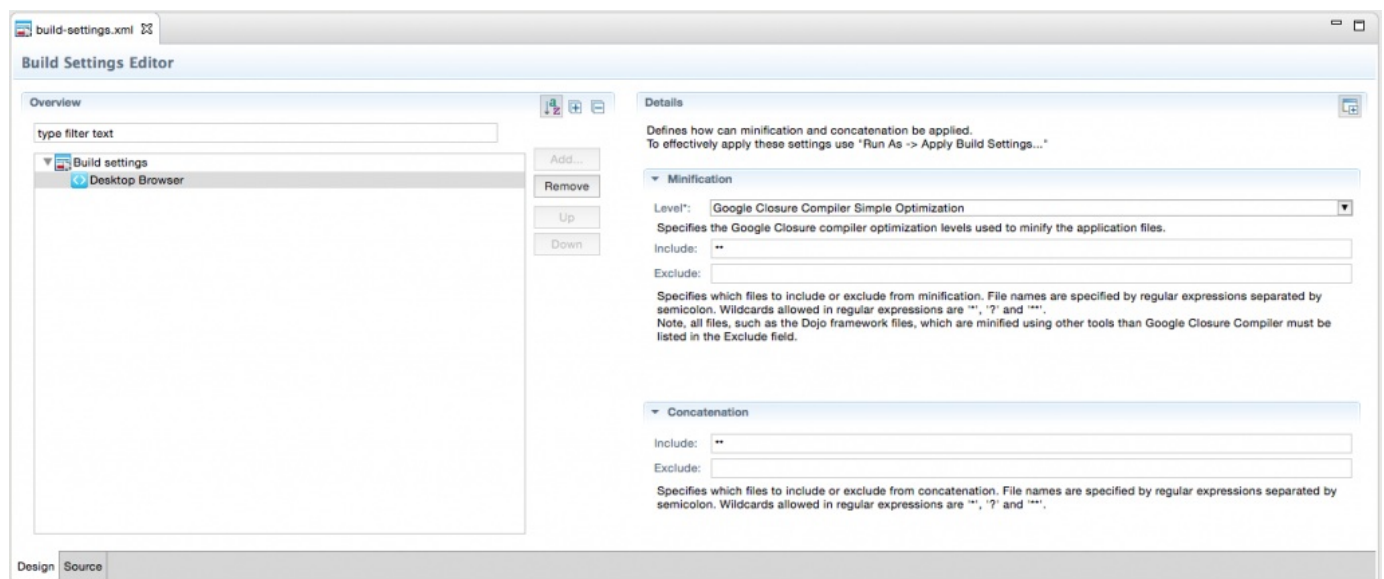 build-settings.xml
Build Settings Editor
Overview
type filter text
Build settings
Desktop Browser
Add...
Remove
Up
Down
Details
Defines how can minification and concatenation be applied.
To effectively apply these settings use "Run As -> Apply Build Settings..."
Minification
Level*: Google Closure Compiler Simple Optimization
Specifies the Google Closure compiler optimization levels used to minify the application files.
Include: **
Exclude:
Specifies which files to include or exclude from minification. File names are specified by regular expressions separated by
semicolon. Wildcards allowed in regular expressions are '*', '?' and '**'.
Note, all files, such as the Dojo framework files, which are minified using other tools than Google Closure Compiler must be
listed in the Exclude field.
Concatenation
Include: **
Exclude:
Specifies which files to include or exclude from concatenation. File names are specified by regular expressions separated by
semicolon. Wildcards allowed in regular expressions are '*', '?' and '**'.
Design Source